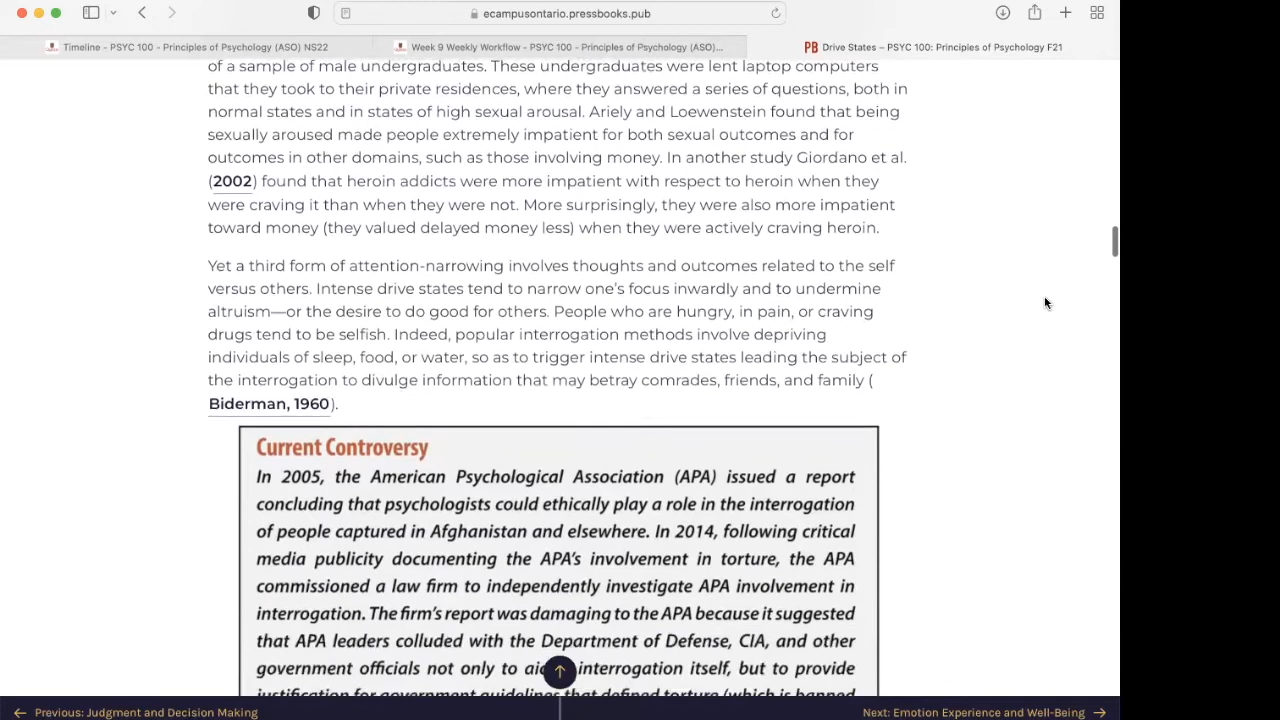 ecampusontario.pressbooks.pub
Timeline - PSYC 100 - Principles of Psychology (ASO) NS22
Week 9 Weekly Workflow - PSYC 100 - Principles of Psychology (ASO)...
PB Drive States – PSYC 100: Principles of Psychology F21
of a sample of male undergraduates. These undergraduates were lent laptop computers
that they took to their private residences, where they answered a series of questions, both in
normal states and in states of high sexual arousal. Ariely and Loewenstein found that being
sexually aroused made people extremely impatient for both sexual outcomes and for
outcomes in other domains, such as those involving money. In another study Giordano et al.
(2002) found that heroin addicts were more impatient with respect to heroin when they
were craving it than when they were not. More surprisingly, they were also more impatient
toward money (they valued delayed money less) when they were actively craving heroin.
Yet a third form of attention-narrowing involves thoughts and outcomes related to the self
versus others. Intense drive states tend to narrow one’s focus inwardly and to undermine
altruism—or the desire to do good for others. People who are hungry, in pain, or craving
drugs tend to be selfish. Indeed, popular interrogation methods involve depriving
individuals of sleep, food, or water, so as to trigger intense drive states leading the subject of
the interrogation to divulge information that may betray comrades, friends, and family (
Biderman, 1960).
Current Controversy
In 2005, the American Psychological Association (APA) issued a report
concluding that psychologists could ethically play a role in the interrogation
of people captured in Afghanistan and elsewhere. In 2014, following critical
media publicity documenting the APA’s involvement in torture, the APA
commissioned a law firm to independently investigate APA involvement in
interrogation. The firm’s report was damaging to the APA because it suggested
that APA leaders colluded with the Department of Defense, CIA, and other
government officials not only to interrogation itself, but to provide
justification for government guidelines that defined torture (which is banned
← Previous: Judgment and Decision Making
Next: Emotion Experience and Well-Being →